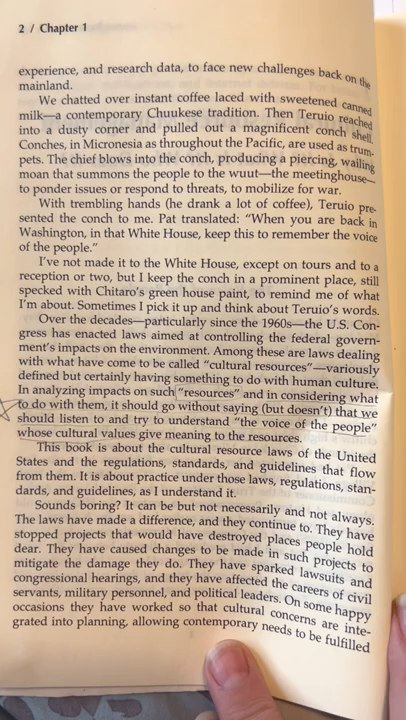 2 / Chapter 1
experience, and research data, to face new challenges back on the
mainland.
We chatted over instant coffee laced with sweetened canned
milk—a contemporary Chuukese tradition. Then Teruio reached
into a dusty corner and pulled out a magnificent conch shell.
Conches, in Micronesia as throughout the Pacific, are used as trum-
pets. The chief blows into the conch, producing a piercing, wailing
moan that summons the people to the wuut—the meetinghouse—
to ponder issues or respond to threats, to mobilize for war.
With trembling hands (he drank a lot of coffee), Teruio pre-
sented the conch to me. Pat translated: "When you are back in
Washington, in that White House, keep this to remember the voice
of the people."
I've not made it to the White House, except on tours and to a
reception or two, but I keep the conch in a prominent place, still
specked with Chitaro's green house paint, to remind me of what
I'm about. Sometimes I pick it up and think about Teruio's words.
Over the decades—particularly since the 1960s—the U.S. Con-
gress has enacted laws aimed at controlling the federal govern-
ment's impacts on the environment. Among these are laws dealing
with what have come to be called "cultural resources"—variously
defined but certainly having something to do with human culture.
In analyzing impacts on such "resources" and in considering what
to do with them, it should go without saying (but doesn't) that we
should listen to and try to understand "the voice of the people"
whose cultural values give meaning to the resources.
This book is about the cultural resource laws of the United
States and the regulations, standards, and guidelines that flow
from them. It is about practice under those laws, regulations, stan-
dards, and guidelines, as I understand it.
Sounds boring? It can be but not necessarily and not always.
The laws have made a difference, and they continue to. They have
stopped projects that would have destroyed places people hold
dear. They have caused changes to be made in such projects to
mitigate the damage they do. They have sparked lawsuits and
congressional hearings, and they have affected the careers of civil
servants, military personnel, and political leaders. On some happy
occasions they have worked so that cultural concerns are inte-
grated into planning, allowing contemporary needs to be fulfilled